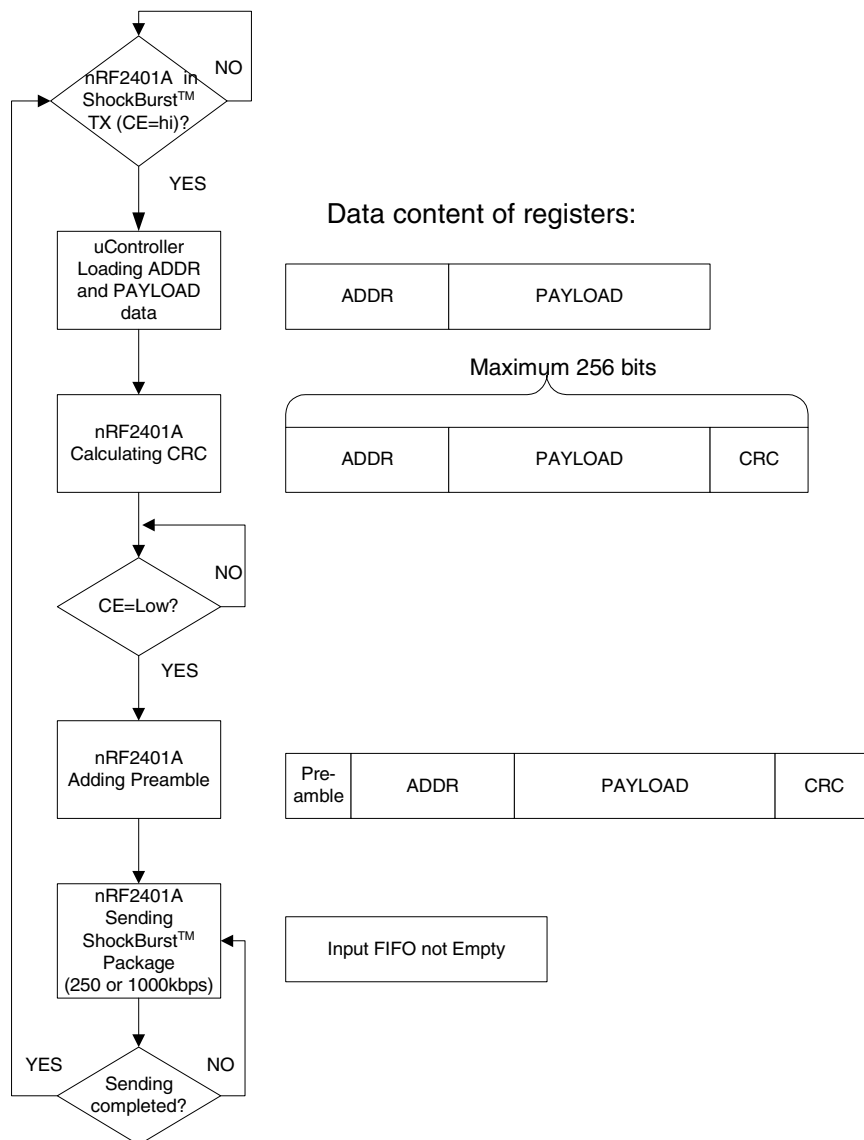 nRF2401A in
ShockBurst™
TX (CE=hi)?
NO
YES
Data content of registers:
uController
Loading ADDR
and PAYLOAD
data
ADDR
PAYLOAD
Maximum 256 bits
nRF2401A
Calculating CRC
ADDR
PAYLOAD
CRC
NO
CE=Low?
YES
nRF2401A
Adding Preamble
Pre-
amble
ADDR
PAYLOAD
CRC
nRF2401A
Sending
ShockBurst™
Package
(250 or 1000kbps)
Input FIFO not Empty
YES
NO
Sending
completed?